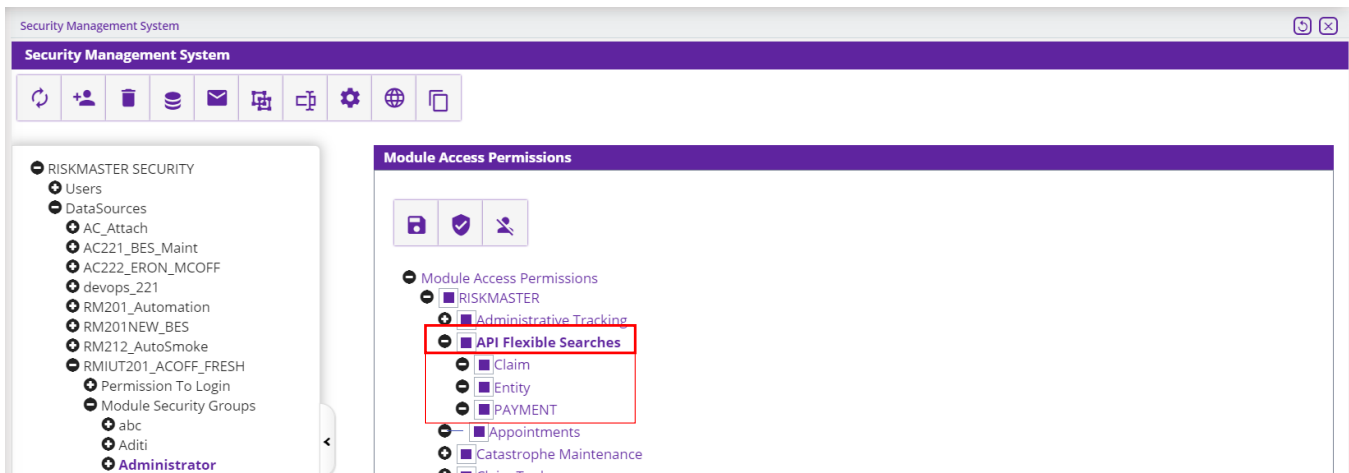 Security Management System
Security Management System
RISKMASTER SECURITY
Users
DataSources
AC_Attach
AC221_BES_Maint
AC222_ERON_MCOFF
devops_221
RM201_Automation
RM201NEW_BES
RM212_AutoSmoke
RMIUT201_ACOFF_FRESH
Permission To Login
Module Security Groups
abc
Aditi
Administrator
Module Access Permissions
Module Access Permissions
RISKMASTER
Administrative Tracking
API Flexible Searches
Claim
Entity
PAYMENT
Appointments
Catastrophe Maintenance